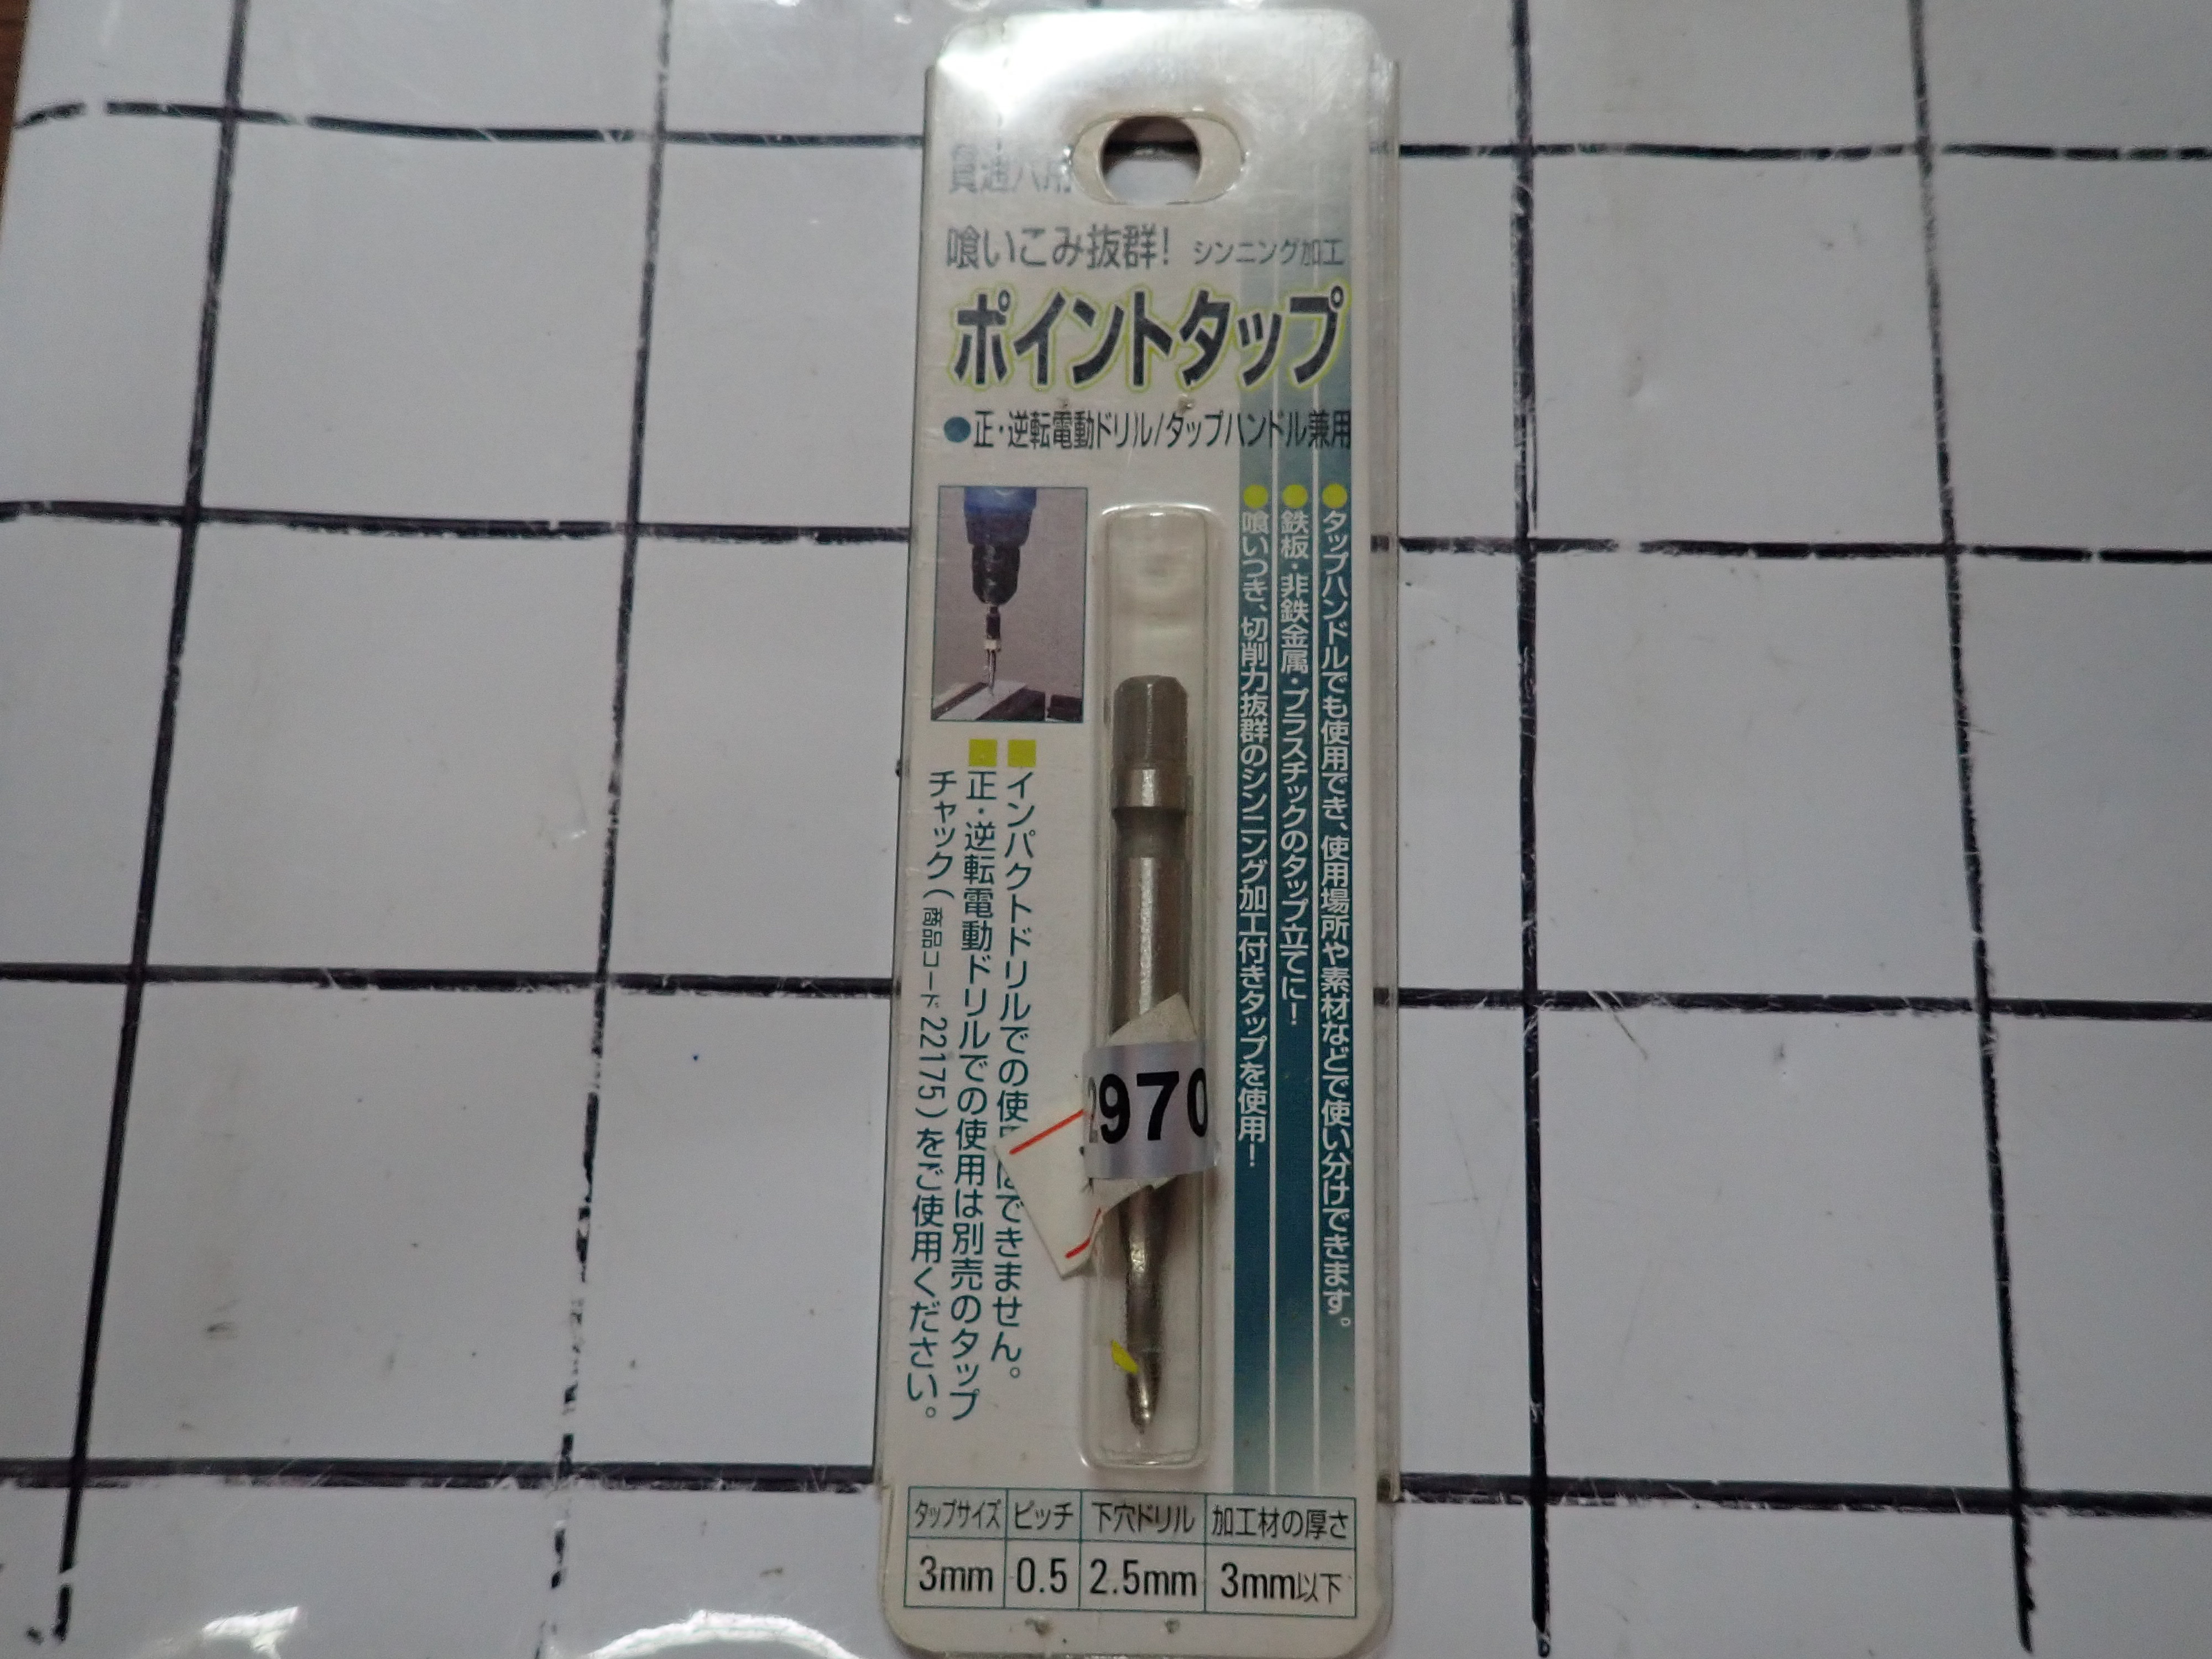 貫通穴用
喰いこみ抜群! シンニング加工
ポイントタップ
●正・逆転電動ドリル/タップハンドル兼用
●タップハンドルでも使用でき、使用場所や素材などで使い分けできます。
●鉄板・非鉄金属・プラスチックのタップ立てに!
●喰いつき、切削力抜群のシンニング加工付きタップを使用!
■インパクトドリルでの使用はできません。
■正・逆転電動ドリルでの使用は別売のタップ
チャック(商品コード22175)をご使用ください。
2970
タップサイズ ピッチ 下穴ドリル 加工材の厚さ
3mm 0.5 2.5mm 3mm以下